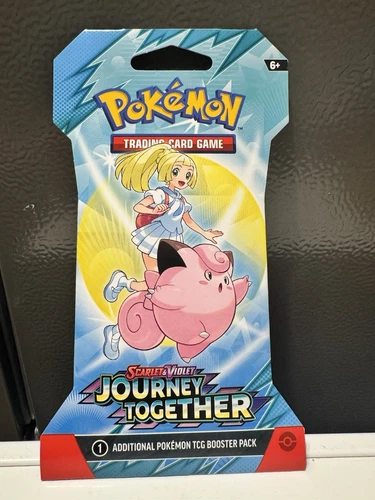 6+
POKéMON
TRADING CARD GAME
SCARLET & VIOLET
JOURNEY
TOGETHER
1 ADDITIONAL POKÉMON TCG BOOSTER PACK